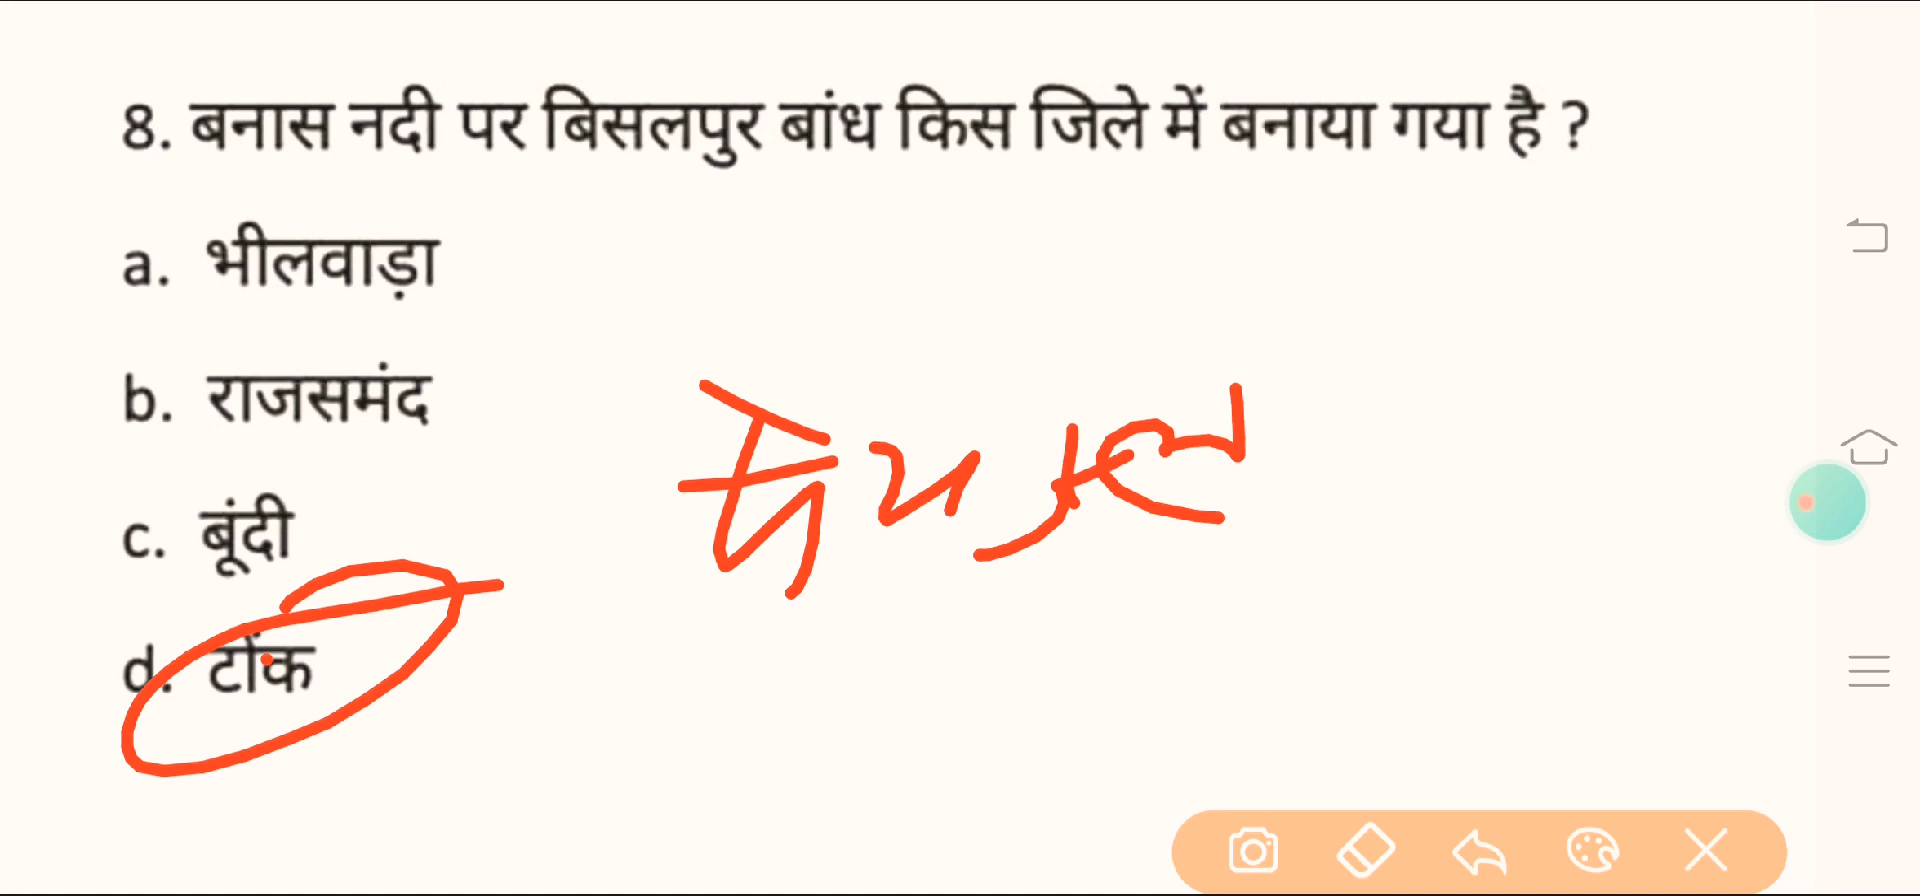 8. बनास नदी पर बिसलपुर बांध किस जिले में बनाया गया है ?
a. भीलवाड़ा
b. राजसमंद
c. बूंदी
d. टोंक